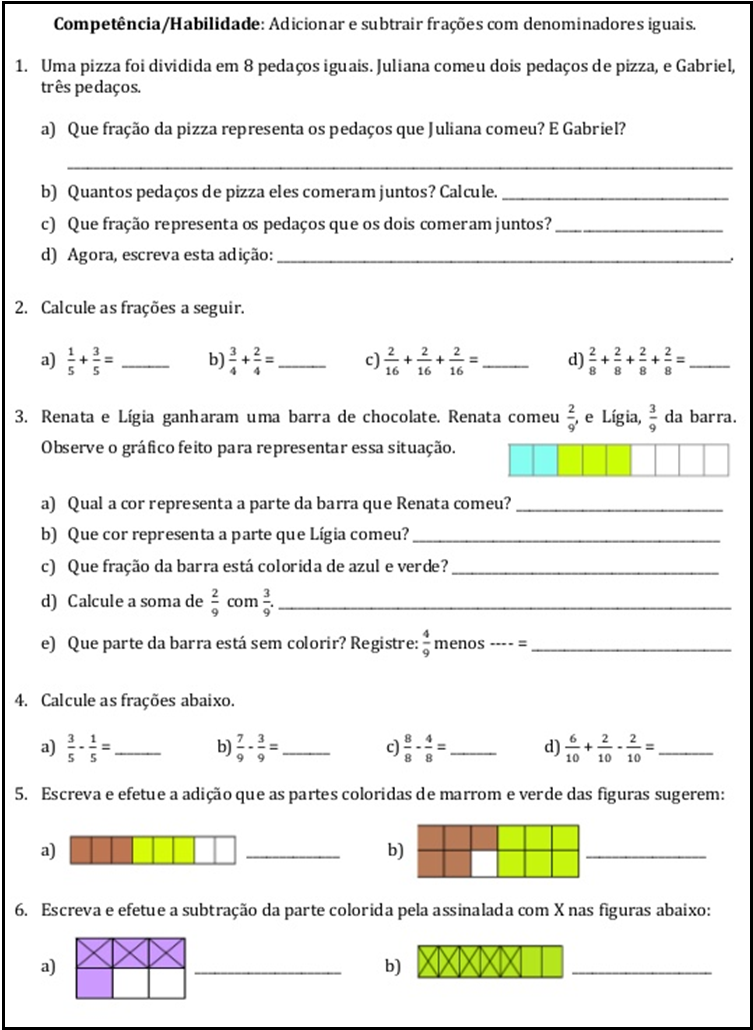 Competência/Habilidade: Adicionar e subtrair frações com denominadores iguais.
1. Uma pizza foi dividida em 8 pedaços iguais. Juliana comeu dois pedaços de pizza, e Gabriel,
três pedaços.
a) Que fração da pizza representa os pedaços que Juliana comeu? E Gabriel?
b) Quantos pedaços de pizza eles comeram juntos? Calcule.
c) Que fração representa os pedaços que os dois comeram juntos?
d) Agora, escreva esta adição: .
2. Calcule as frações a seguir.
a) 1/5 + 3/5 = b) 3/4 + 2/4 = c) 2/16 + 2/16 + 2/16 = d) 2/8 + 2/8 + 2/8 + 2/8 =
3. Renata e Lígia ganharam uma barra de chocolate. Renata comeu 2/9, e Lígia, 3/9 da barra.
Observe o gráfico feito para representar essa situação.
a) Qual a cor representa a parte da barra que Renata comeu?
b) Que cor representa a parte que Lígia comeu?
c) Que fração da barra está colorida de azul e verde?
d) Calcule a soma de 2/9 com 3/9.
e) Que parte da barra está sem colorir? Registre: 4/9 menos ---- =
4. Calcule as frações abaixo.
a) 3/5 - 1/5 = b) 7/9 - 3/9 = c) 8/8 - 4/8 = d) 6/10 + 2/10 - 2/10 =
5. Escreva e efetue a adição que as partes coloridas de marrom e verde das figuras sugerem:
a) b)
6. Escreva e efetue a subtração da parte colorida pela assinalada com X nas figuras abaixo:
a) b)